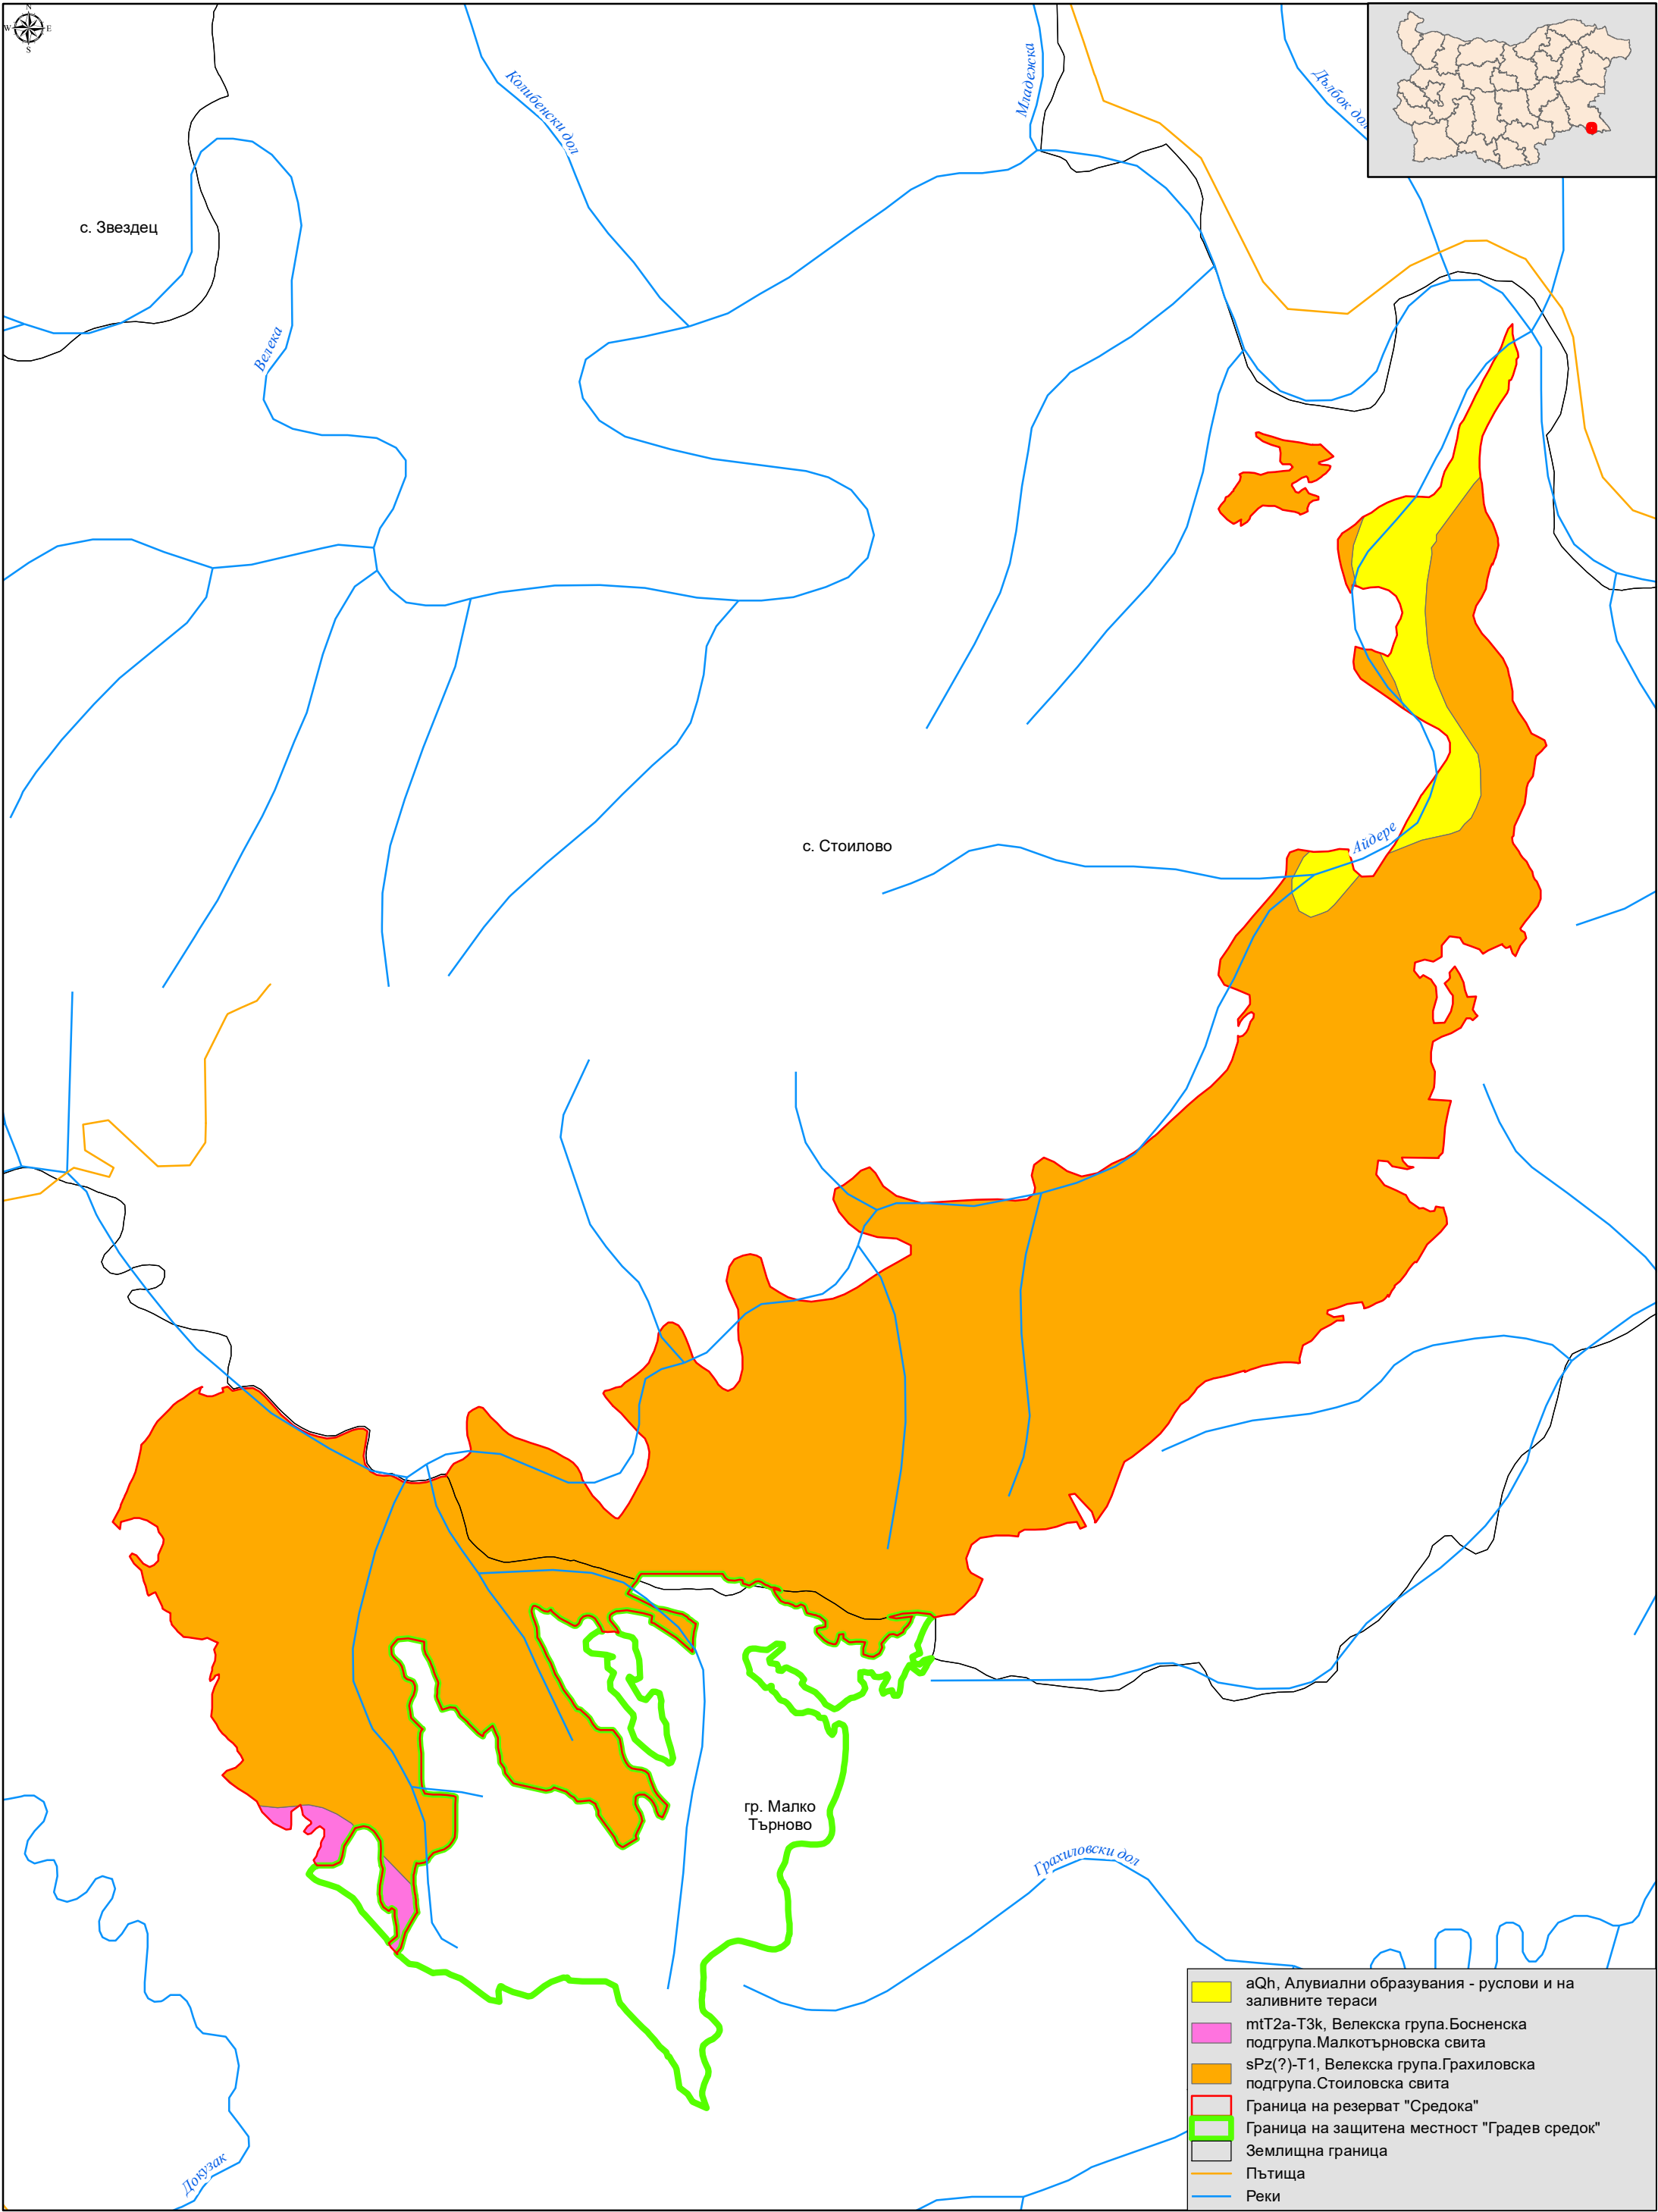 N
W E
S
Колибенски дол
Младежка
Дълбок дол
с. Звездец
Велека
с. Стоилово
Айдере
гр. Малко
Търново
Грахиловски дол
Докузак
aQh, Алувиални образувания - руслови и на
заливните тераси
mtT2a-T3k, Велекска група.Босненска
подгрупа.Малкотърновска свита
sPz(?)-T1, Велекска група.Грахиловска
подгрупа.Стоиловска свита
Граница на резерват "Средока"
Граница на защитена местност "Градев средок"
Землищна граница
Пътища
Реки